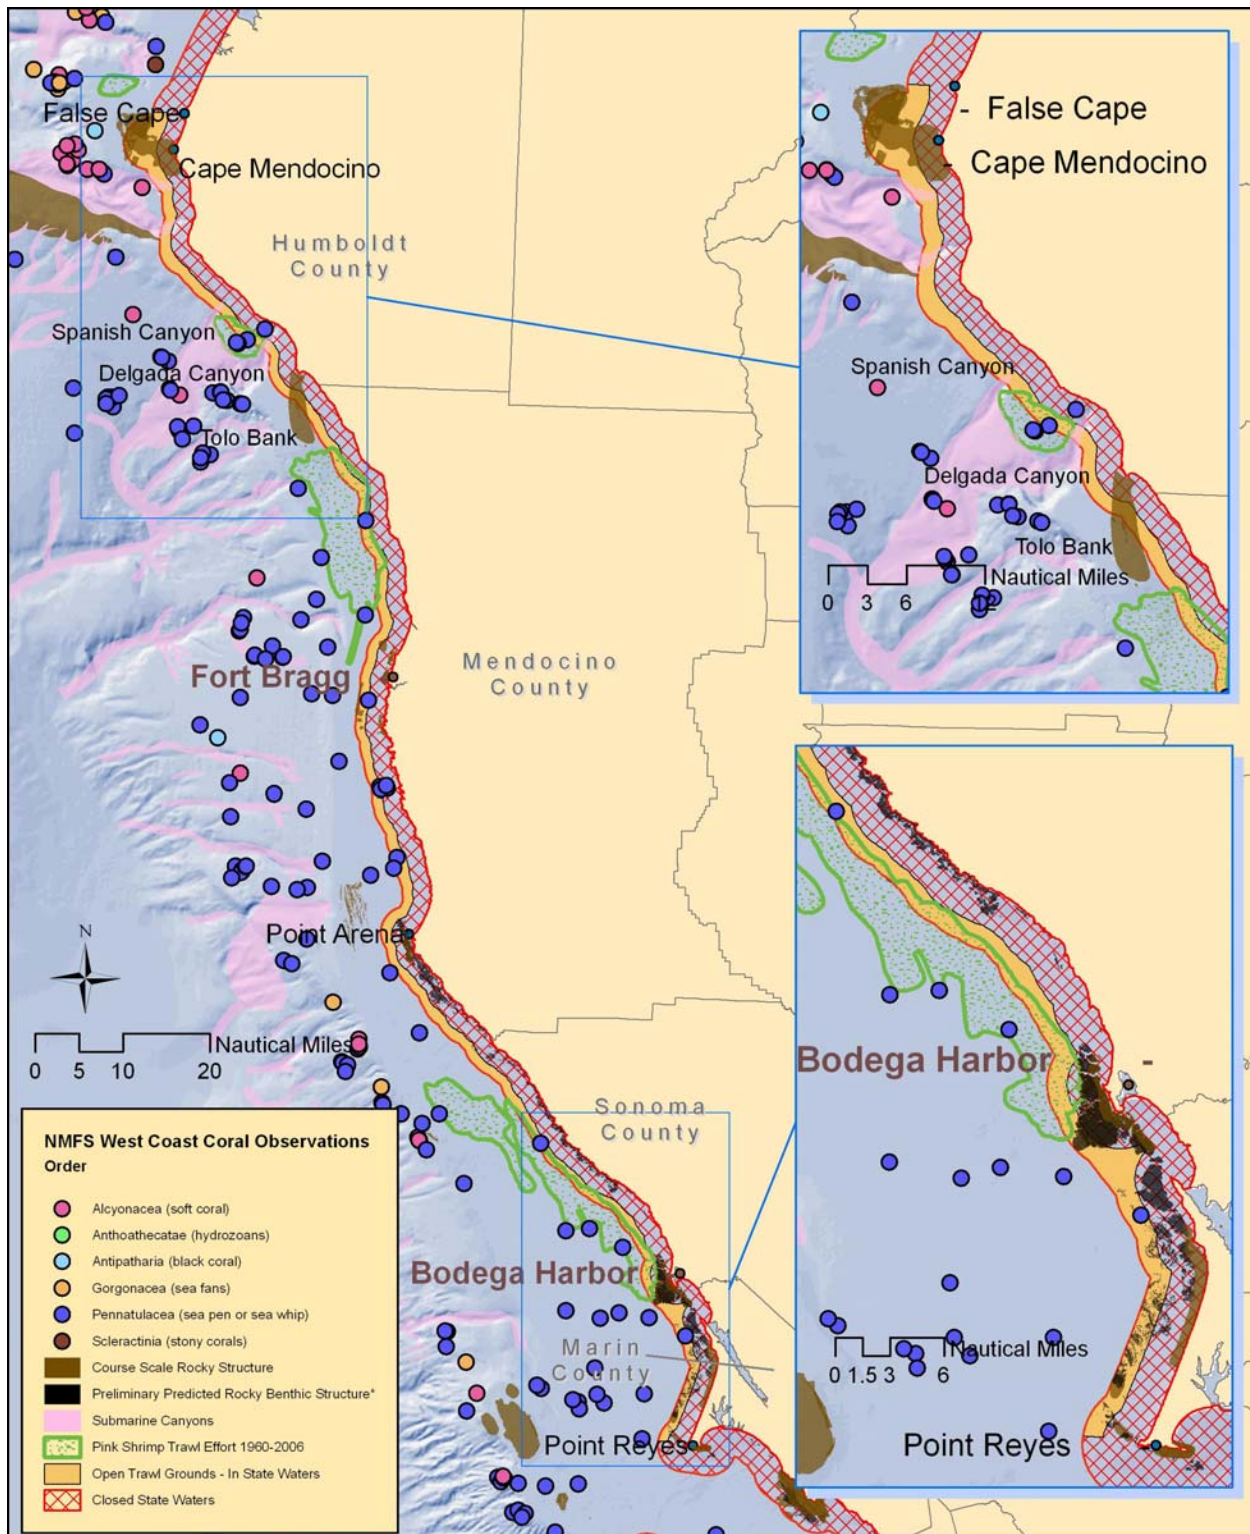 False Cape
Cape Mendocino
Humboldt
County
Spanish Canyon
Delgada Canyon
Tolo Bank
Fort Bragg
Mendocino
County
Point Arena
N
Nautical Miles
0 5 10 20
Sonoma
County
Bodega Harbor
Marin
County
Point Reyes
- False Cape
- Cape Mendocino
Spanish Canyon
Delgada Canyon
Tolo Bank
Nautical Miles
0 3 6 12
Bodega Harbor -
Nautical Miles
0 1.5 3 6
Point Reyes
NMFS West Coast Coral Observations
Order
Alcyonacea (soft coral)
Anthoathecatae (hydrozoans)
Antipatharia (black coral)
Gorgonacea (sea fans)
Pennatulacea (sea pen or sea whip)
Scleractinia (stony corals)
Course Scale Rocky Structure
Preliminary Predicted Rocky Benthic Structure*
Submarine Canyons
Pink Shrimp Trawl Effort 1960-2006
Open Trawl Grounds - In State Waters
Closed State Waters